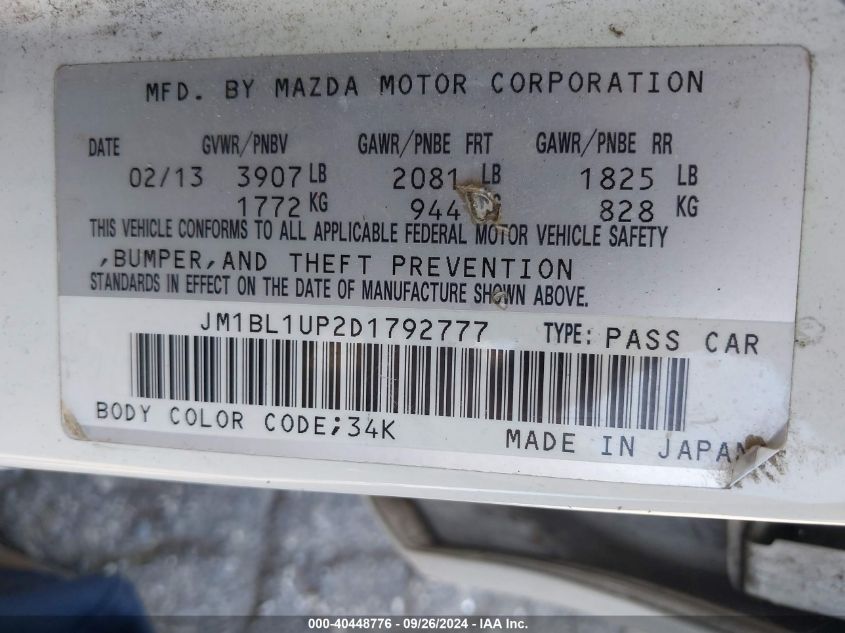 MFD. BY MAZDA MOTOR CORPORATION
DATE GVWR/PNBV GAWR/PNBE FRT GAWR/PNBE RR
02/13 3907 LB 2081 LB 1825 LB
1772 KG 944 828 KG
THIS VEHICLE CONFORMS TO ALL APPLICABLE FEDERAL MOTOR VEHICLE SAFETY
,BUMPER,AND THEFT PREVENTION
STANDARDS IN EFFECT ON THE DATE OF MANUFACTURE SHOWN ABOVE.
JM1BL1UP2D1792777 TYPE: PASS CAR
BODY COLOR CODE;34K
MADE IN JAPAN
000-40448776 - 09/26/2024 - IAA Inc.